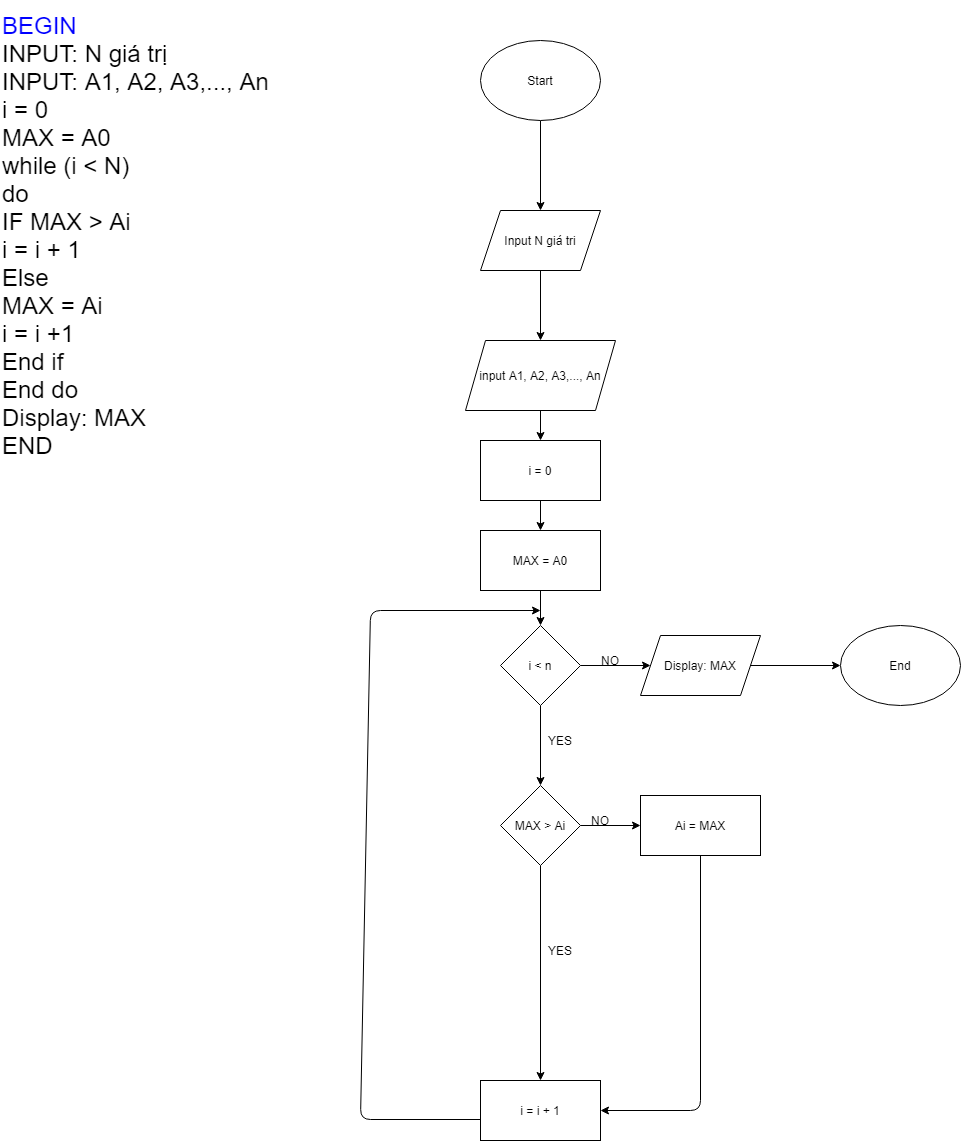 BEGIN
INPUT: N giá trị
INPUT: A1, A2, A3,..., An
i = 0
MAX = A0
while (i < N)
do
IF MAX > Ai
i = i + 1
Else
MAX = Ai
i = i +1
End if
End do
Display: MAX
END
Start
Input N giá tri
input A1, A2, A3,..., An
i = 0
MAX = A0
i < n
NO
Display: MAX
End
YES
MAX > Ai
NO
Ai = MAX
YES
i = i + 1